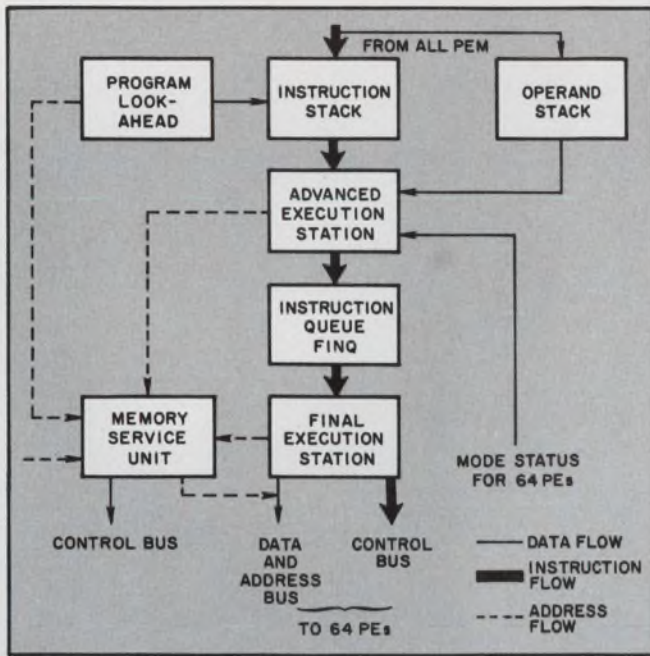 FROM ALL PEM
PROGRAM
LOOK-
AHEAD
INSTRUCTION
STACK
OPERAND
STACK
ADVANCED
EXECUTION
STATION
INSTRUCTION
QUEUE
FINQ
MEMORY
SERVICE
UNIT
FINAL
EXECUTION
STATION
MODE STATUS
FOR 64 PEs
CONTROL BUS
DATA
AND
ADDRESS
BUS
CONTROL
BUS
TO 64 PEs
DATA FLOW
INSTRUCTION
FLOW
ADDRESS
FLOW